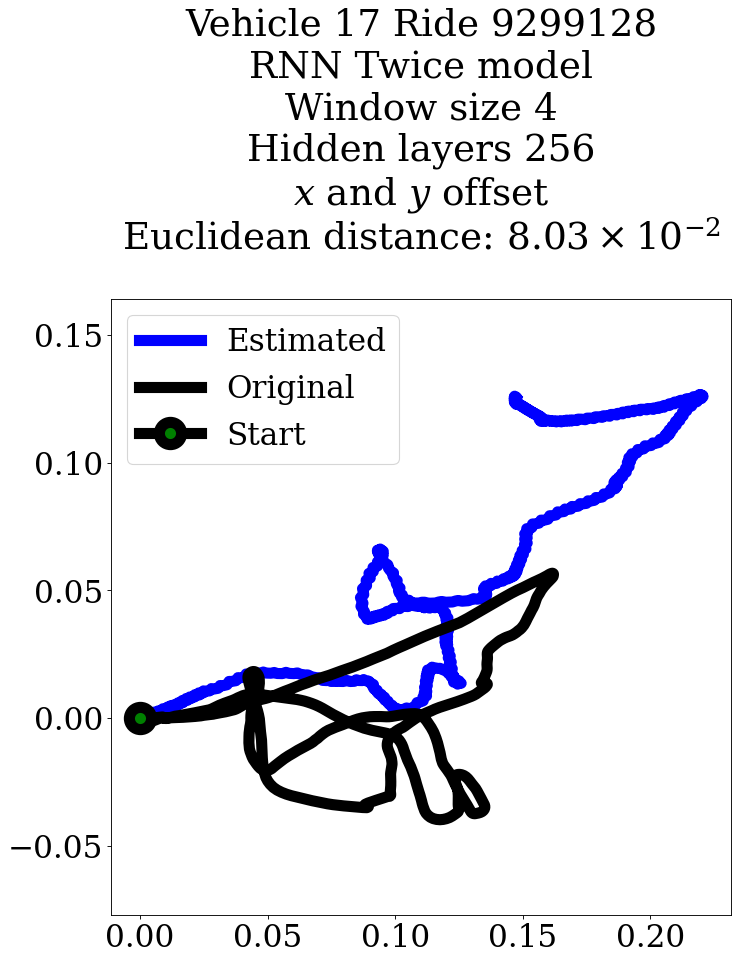 Vehicle 17 Ride 9299128
RNN Twice model
Window size 4
Hidden layers 256
x and y offset
Euclidean distance: 8.03 × 10⁻²
Estimated
Original
Start
0.15
0.10
0.05
0.00
−0.05
0.00 0.05 0.10 0.15 0.20